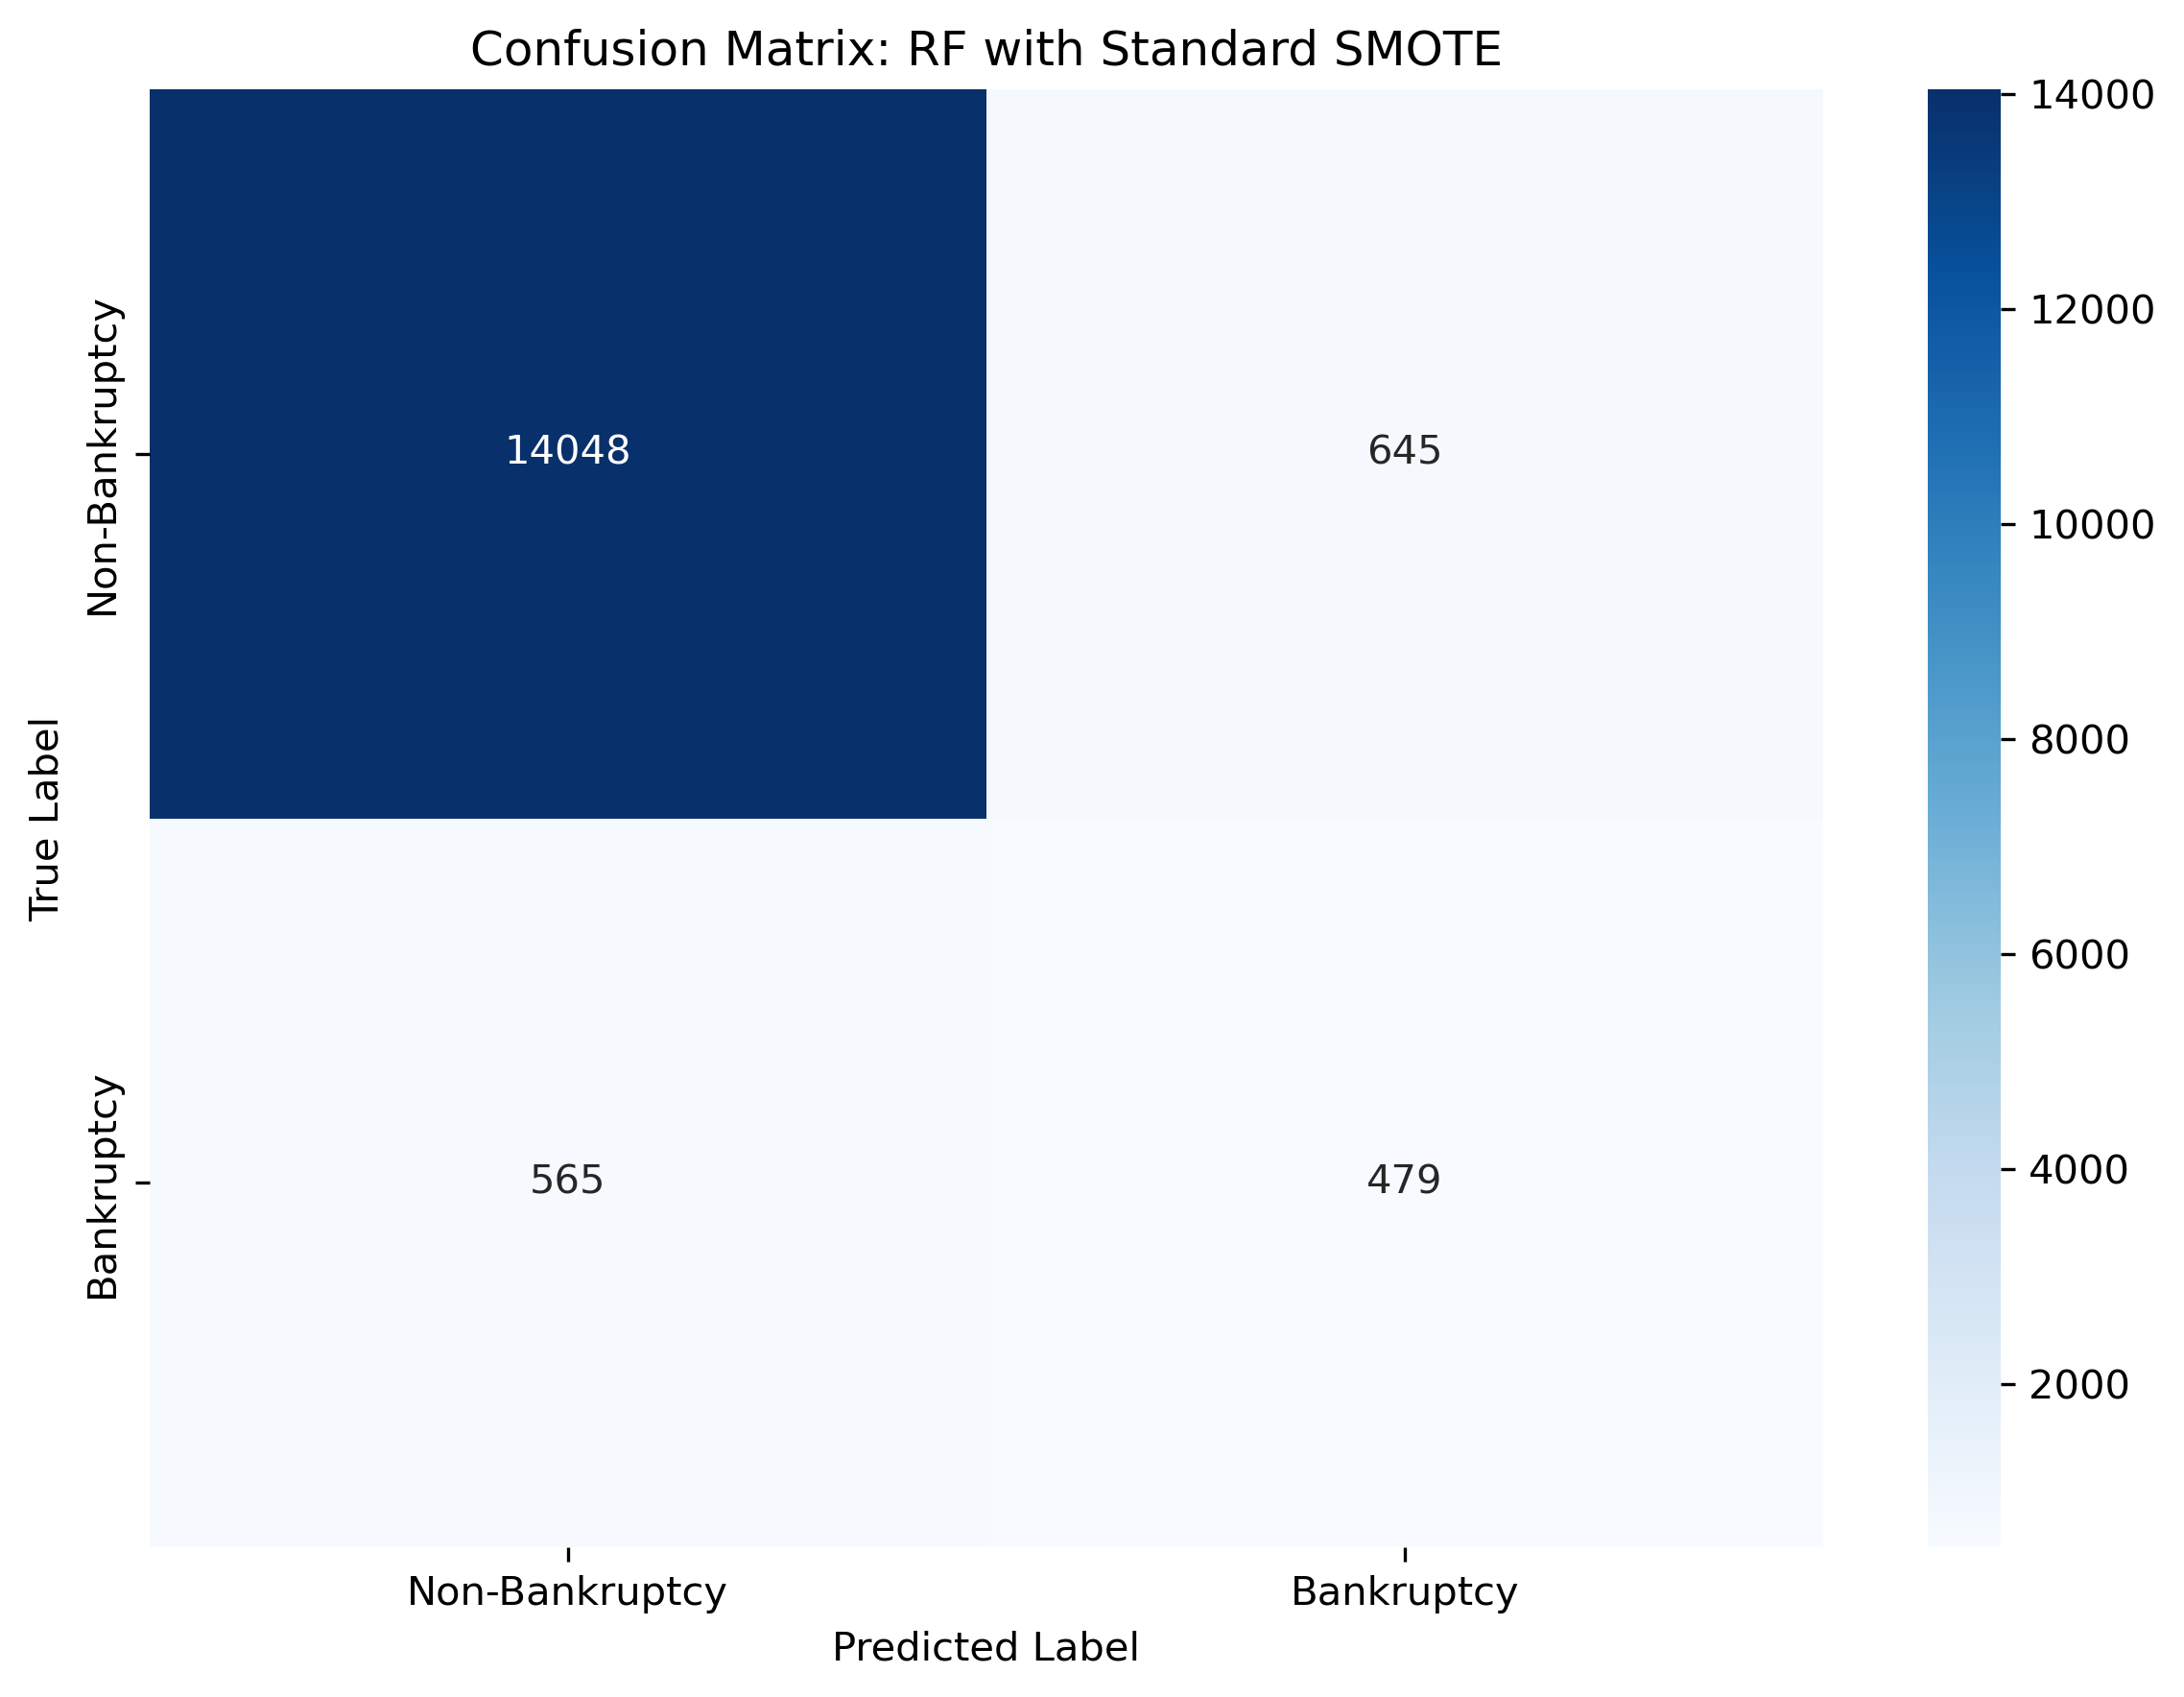 Confusion Matrix: RF with Standard SMOTE
True Label
Non-Bankruptcy
14048
645
Bankruptcy
565
479
Non-Bankruptcy
Bankruptcy
Predicted Label
14000
12000
10000
8000
6000
4000
2000